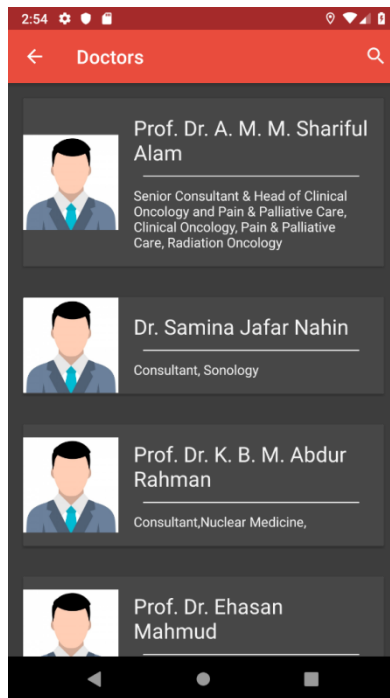 2:54
Doctors
Prof. Dr. A. M. M. Shariful
Alam
Senior Consultant & Head of Clinical
Oncology and Pain & Palliative Care,
Clinical Oncology, Pain & Palliative
Care, Radiation Oncology
Dr. Samina Jafar Nahin
Consultant, Sonology
Prof. Dr. K. B. M. Abdur
Rahman
Consultant,Nuclear Medicine,
Prof. Dr. Ehasan
Mahmud